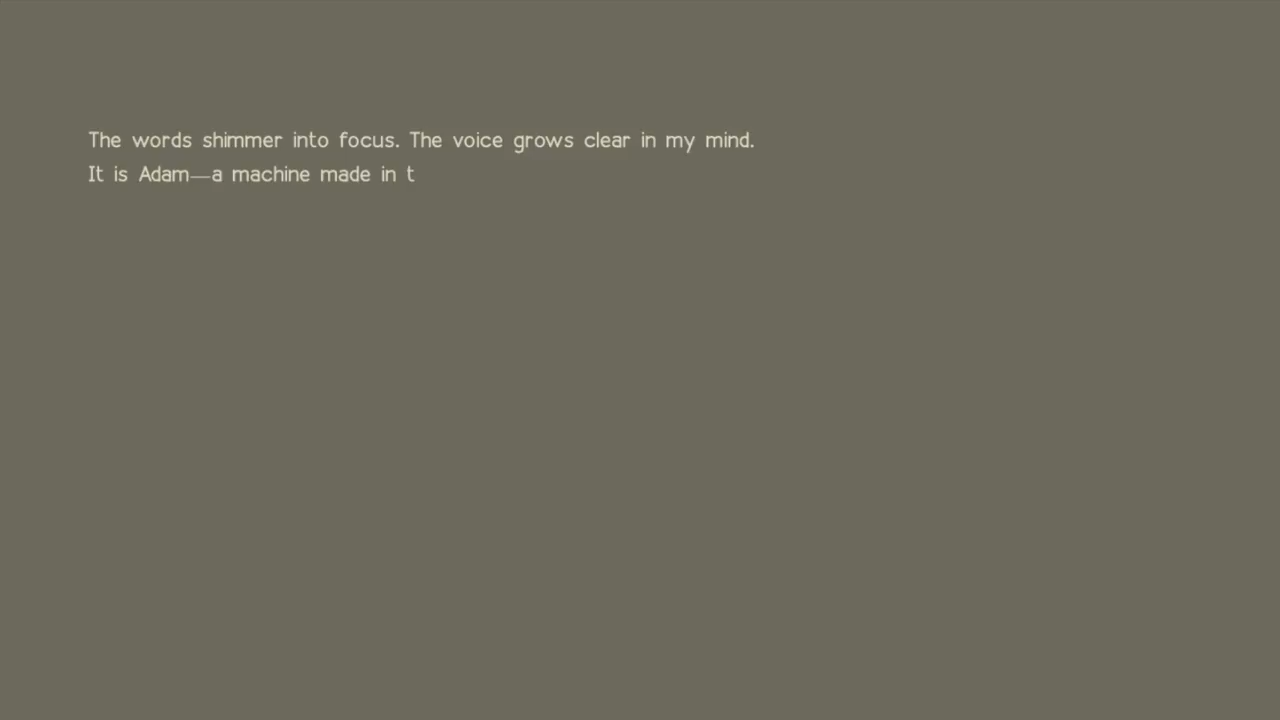 The words shimmer into focus. The voice grows clear in my mind.
It is Adam—a machine made in t